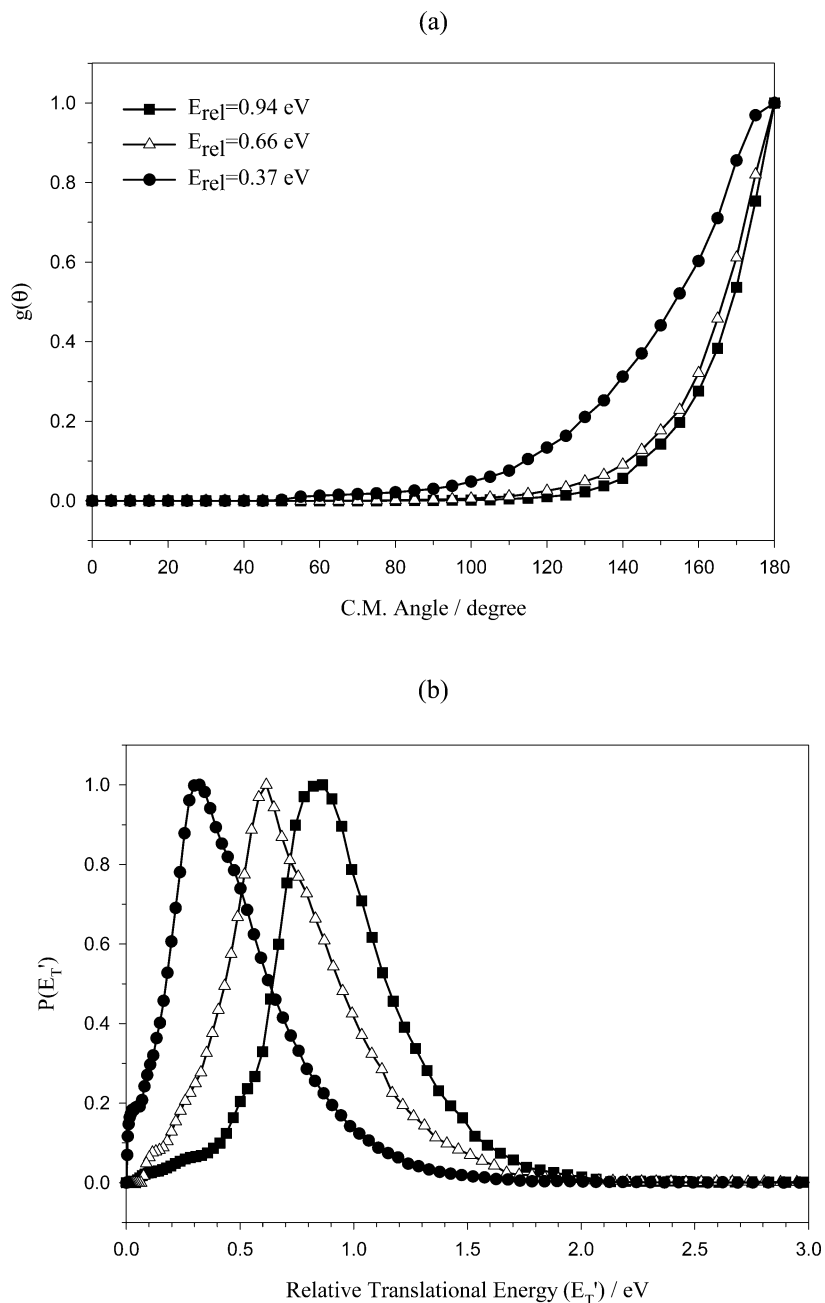 (a)
1.0
0.8
0.6
0.4
0.2
0.0
g(θ)
E_rel=0.94 eV
E_rel=0.66 eV
E_rel=0.37 eV
0 20 40 60 80 100 120 140 160 180
C.M. Angle / degree
(b)
1.0
0.8
0.6
0.4
0.2
0.0
P(E_T')
0.0 0.5 1.0 1.5 2.0 2.5 3.0
Relative Translational Energy (E_T') / eV